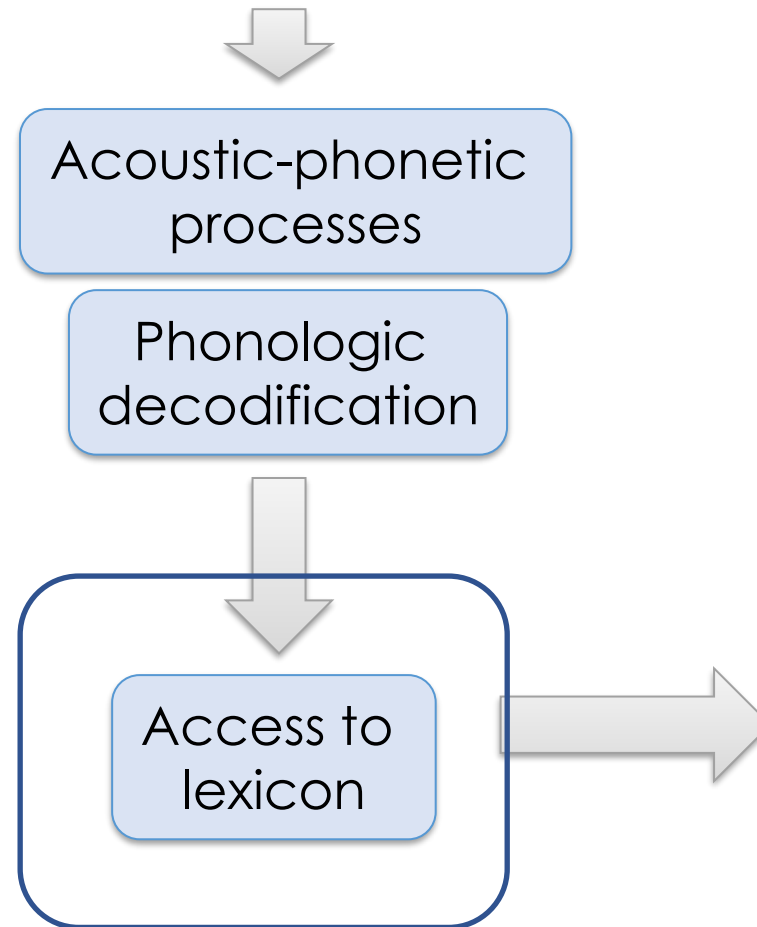 Acoustic-phonetic
processes
Phonologic
decodification
Access to
lexicon